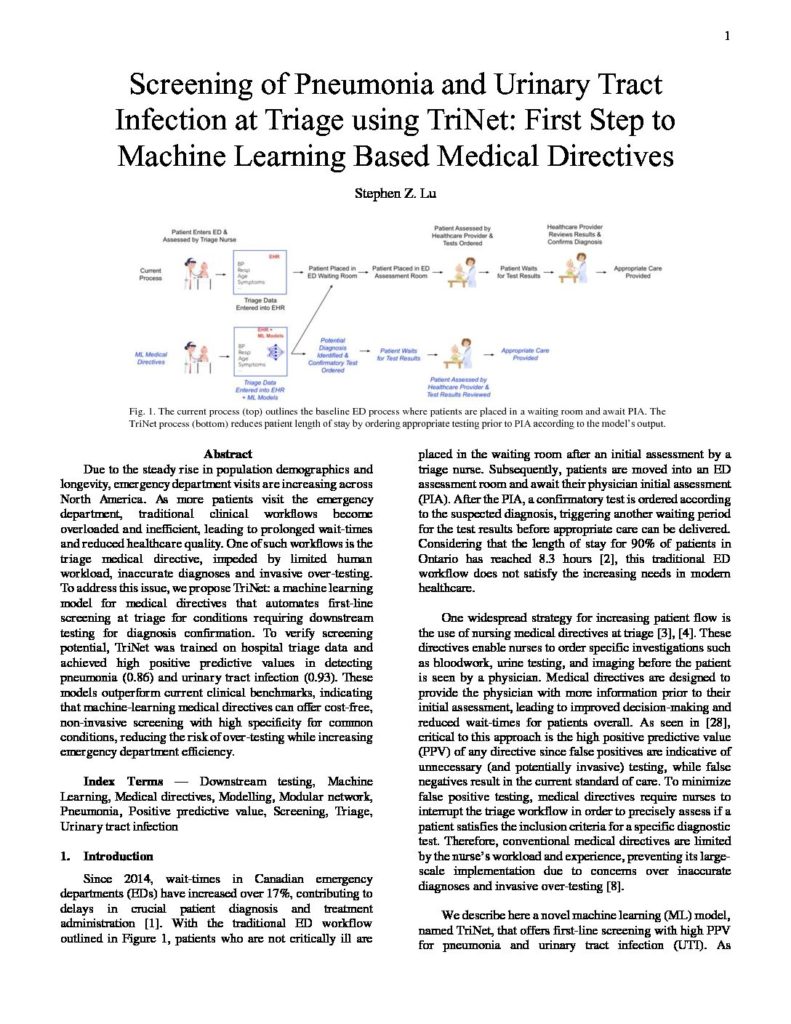 1
Screening of Pneumonia and Urinary Tract
Infection at Triage using TriNet: First Step to
Machine Learning Based Medical Directives
Stephen Z. Lu
Patient Enters ED &
Assessed by Triage Nurse
Patient Assessed by
Healthcare Provider &
Tests Ordered
Healthcare Provider
Reviews Results &
Confirms Diagnosis
Current
Process
EHR
BP
Resp
Age
Symptoms
...
Triage Data
Entered into EHR
Patient Placed in
ED Waiting Room
Patient Placed in ED
Assessment Room
Patient Waits
for Test Results
Appropriate Care
Provided
ML Medical
Directives
EHR +
ML Models
BP
Resp
Age
Symptoms
...
Triage Data
Entered into EHR
+ ML Models
Potential
Diagnosis
Identified &
Confirmatory Test
Ordered
Patient Waits
for Test Results
Patient Assessed by
Healthcare Provider &
Test Results Reviewed
Appropriate Care
Provided
Fig. 1. The current process (top) outlines the baseline ED process where patients are placed in a waiting room and await PIA. The
TriNet process (bottom) reduces patient length of stay by ordering appropriate testing prior to PIA according to the model's output.
Abstract
Due to the steady rise in population demographics and
longevity, emergency department visits are increasing across
North America. As more patients visit the emergency
department, traditional clinical workflows become
overloaded and inefficient, leading to prolonged wait-times
and reduced healthcare quality. One of such workflows is the
triage medical directive, impeded by limited human
workload, inaccurate diagnoses and invasive over-testing.
To address this issue, we propose TriNet: a machine learning
model for medical directives that automates first-line
screening at triage for conditions requiring downstream
testing for diagnosis confirmation. To verify screening
potential, TriNet was trained on hospital triage data and
achieved high positive predictive values in detecting
pneumonia (0.86) and urinary tract infection (0.93). These
models outperform current clinical benchmarks, indicating
that machine-learning medical directives can offer cost-free,
non-invasive screening with high specificity for common
conditions, reducing the risk of over-testing while increasing
emergency department efficiency.
Index Terms — Downstream testing, Machine
Learning, Medical directives, Modelling, Modular network,
Pneumonia, Positive predictive value, Screening, Triage,
Urinary tract infection
1. Introduction
Since 2014, wait-times in Canadian emergency
departments (EDs) have increased over 17%, contributing to
delays in crucial patient diagnosis and treatment
administration [1]. With the traditional ED workflow
outlined in Figure 1, patients who are not critically ill are
placed in the waiting room after an initial assessment by a
triage nurse. Subsequently, patients are moved into an ED
assessment room and await their physician initial assessment
(PIA). After the PIA, a confirmatory test is ordered according
to the suspected diagnosis, triggering another waiting period
for the test results before appropriate care can be delivered.
Considering that the length of stay for 90% of patients in
Ontario has reached 8.3 hours [2], this traditional ED
workflow does not satisfy the increasing needs in modern
healthcare.
One widespread strategy for increasing patient flow is
the use of nursing medical directives at triage [3], [4]. These
directives enable nurses to order specific investigations such
as bloodwork, urine testing, and imaging before the patient
is seen by a physician. Medical directives are designed to
provide the physician with more information prior to their
initial assessment, leading to improved decision-making and
reduced wait-times for patients overall. As seen in [28],
critical to this approach is the high positive predictive value
(PPV) of any directive since false positives are indicative of
unnecessary (and potentially invasive) testing, while false
negatives result in the current standard of care. To minimize
false positive testing, medical directives require nurses to
interrupt the triage workflow in order to precisely assess if a
patient satisfies the inclusion criteria for a specific diagnostic
test. Therefore, conventional medical directives are limited
by the nurse's workload and experience, preventing its large-
scale implementation due to concerns over inaccurate
diagnoses and invasive over-testing [8].
We describe here a novel machine learning (ML) model,
named TriNet, that offers first-line screening with high PPV
for pneumonia and urinary tract infection (UTI). As